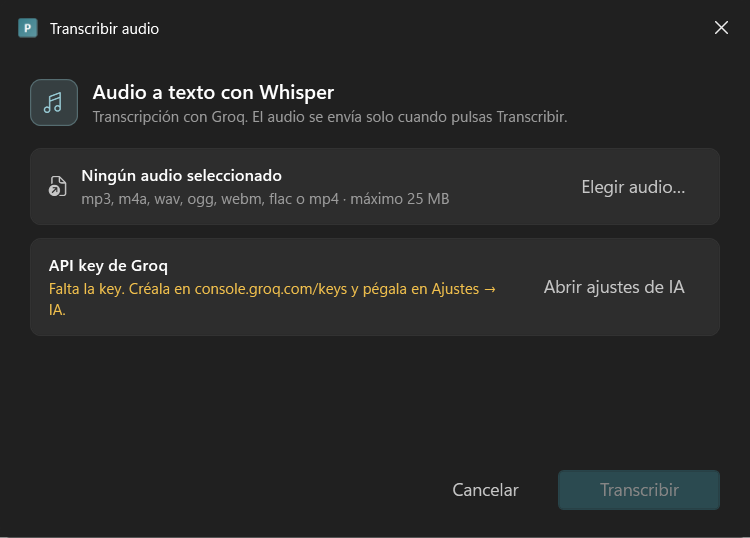 P Transcribir audio
Audio a texto con Whisper
Transcripción con Groq. El audio se envía solo cuando pulsas Transcribir.
Ningún audio seleccionado
mp3, m4a, wav, ogg, webm, flac o mp4 · máximo 25 MB
Elegir audio...
API key de Groq
Falta la key. Créala en console.groq.com/keys y pégala en Ajustes →
IA.
Abrir ajustes de IA
Cancelar
Transcribir